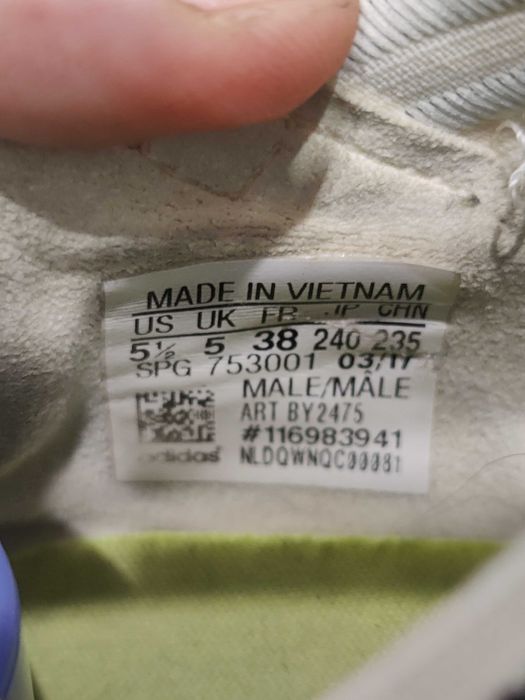 MADE IN VIETNAM
US UK FR JP CHN
5½ 5 38 240 235
SPG 753001 03/17
MALE/MÂLE
ART BY2475
#116983941
adidas NLDQWNQC00081